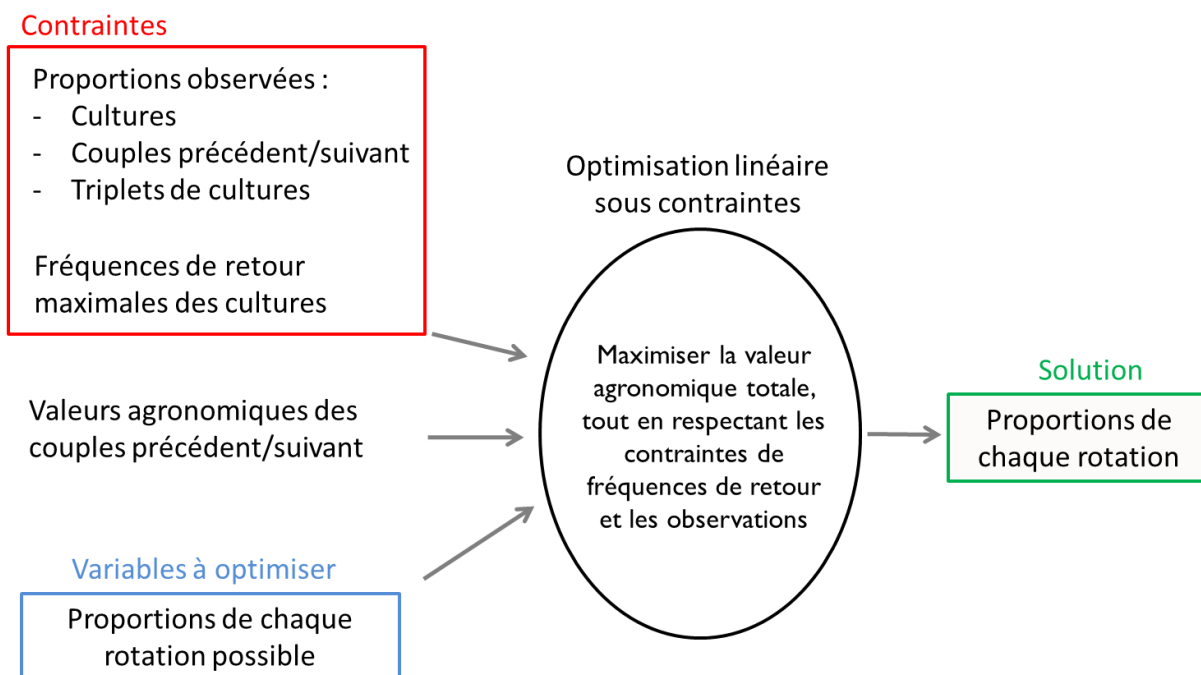 Contraintes
Proportions observées :
- Cultures
- Couples précédent/suivant
- Triplets de cultures
Fréquences de retour
maximales des cultures
Valeurs agronomiques des
couples précédent/suivant
Variables à optimiser
Proportions de chaque
rotation possible
Optimisation linéaire
sous contraintes
Maximiser la valeur
agronomique totale,
tout en respectant les
contraintes de
fréquences de retour
et les observations
Solution
Proportions de
chaque rotation